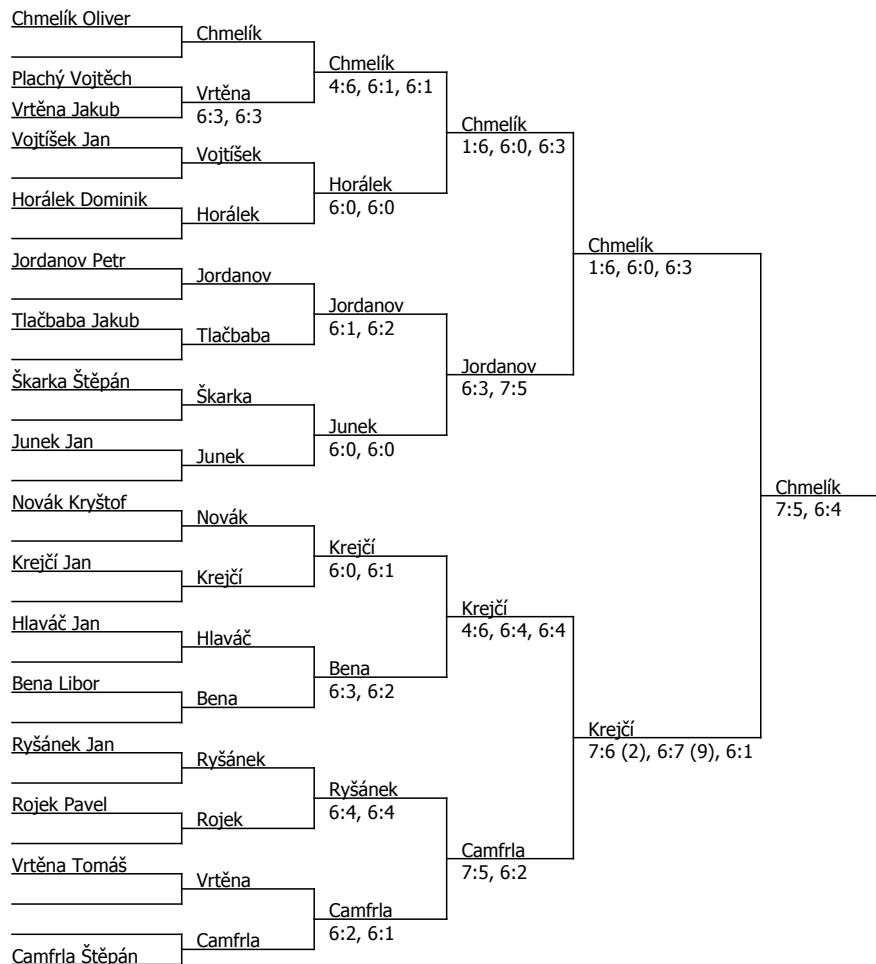 Chmelík Oliver
Plachý Vojtěch
Vrtěna Jakub
Vojtíšek Jan
Horálek Dominik
Jordanov Petr
Tlačbaba Jakub
Škarka Štěpán
Junek Jan
Novák Kryštof
Krejčí Jan
Hlaváč Jan
Bena Libor
Ryšánek Jan
Rojek Pavel
Vrtěna Tomáš
Camfrla Štěpán
Chmelík
Vrtěna
6:3, 6:3
Vojtíšek
Horálek
Jordanov
Tlačbaba
Škarka
Junek
Novák
Krejčí
Hlaváč
Bena
Ryšánek
Rojek
Vrtěna
Camfrla
Chmelík
4:6, 6:1, 6:1
Horálek
6:0, 6:0
Jordanov
6:1, 6:2
Junek
6:0, 6:0
Krejčí
6:0, 6:1
Bena
6:3, 6:2
Ryšánek
6:4, 6:4
Camfrla
6:2, 6:1
Chmelík
1:6, 6:0, 6:3
Jordanov
6:3, 7:5
Krejčí
4:6, 6:4, 6:4
Camfrla
7:5, 6:2
Chmelík
1:6, 6:0, 6:3
Krejčí
7:6 (2), 6:7 (9), 6:1
Chmelík
7:5, 6:4